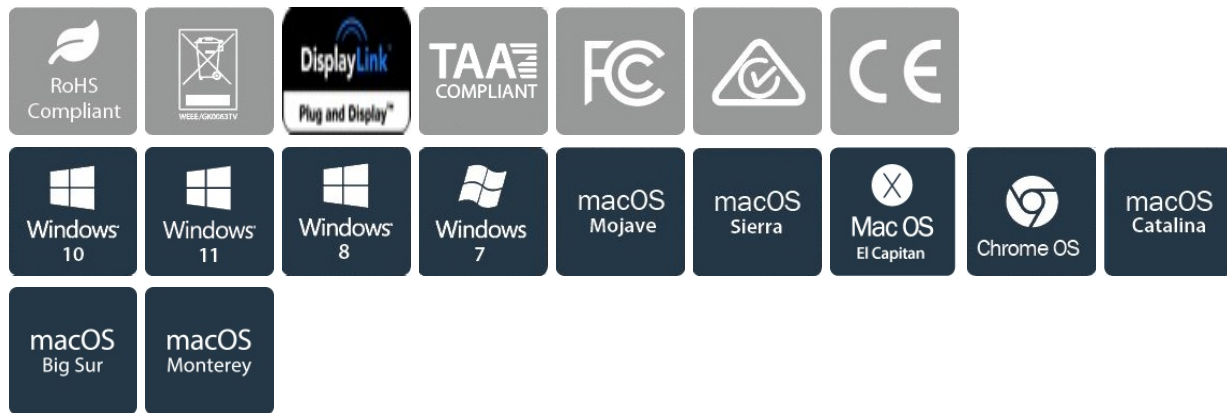 RoHS
Compliant
WEEE/GK0063TV
DisplayLink
Plug and Display™
TAA
COMPLIANT
FC
CE
Windows
10
Windows
11
Windows
8
Windows
7
macOS
Mojave
macOS
Sierra
X
Mac OS
El Capitan
Chrome OS
macOS
Catalina
macOS
Big Sur
macOS
Monterey